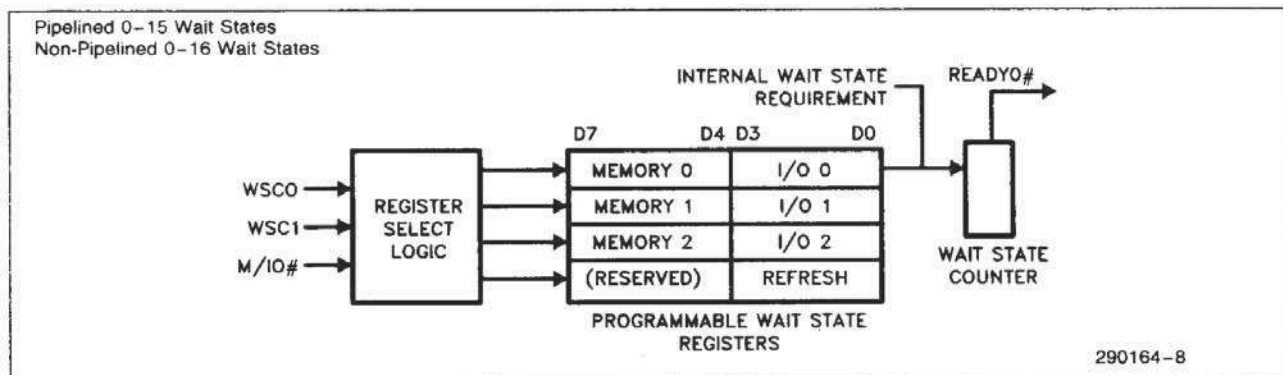 Pipelined 0–15 Wait States
Non-Pipelined 0–16 Wait States
INTERNAL WAIT STATE
REQUIREMENT
READYO#
D7 D4 D3 D0
WSC0
WSC1
M/IO#
REGISTER
SELECT
LOGIC
MEMORY 0 I/O 0
MEMORY 1 I/O 1
MEMORY 2 I/O 2
(RESERVED) REFRESH
WAIT STATE
COUNTER
PROGRAMMABLE WAIT STATE
REGISTERS
290164–8